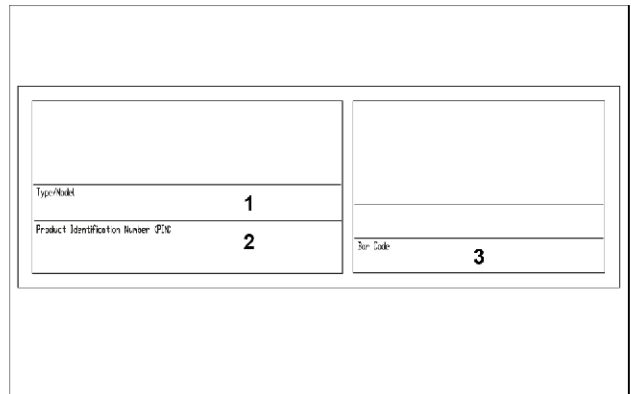 Type/Model
1
Product Identification Number (PIN)
2
Bar Code
3